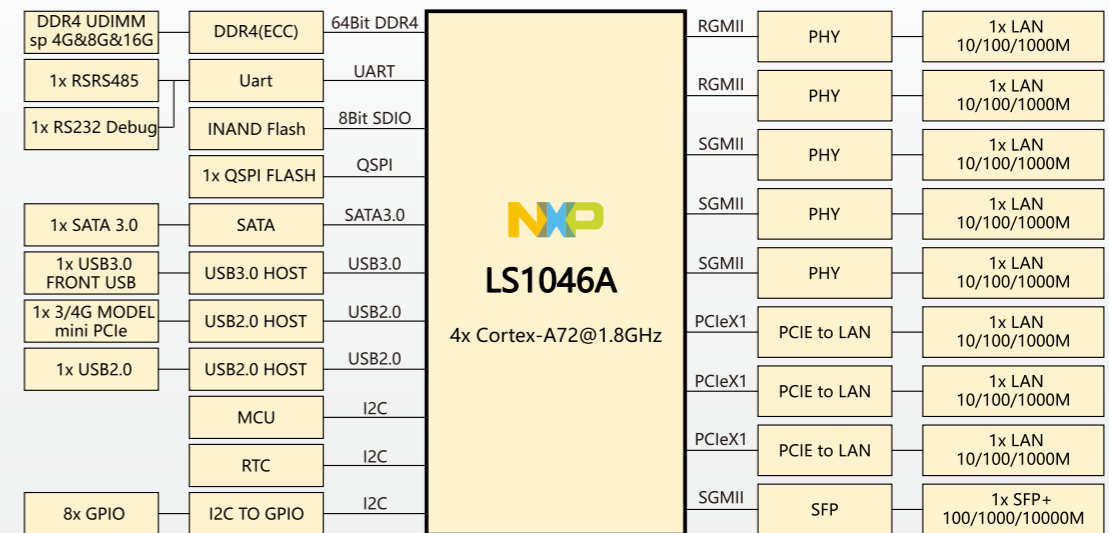 DDR4 UDIMM
sp 4G&8G&16G
DDR4(ECC)
64Bit DDR4
1x RSRS485
Uart
UART
1x RS232 Debug
INAND Flash
8Bit SDIO
1x QSPI FLASH
QSPI
1x SATA 3.0
SATA
SATA3.0
1x USB3.0
FRONT USB
USB3.0 HOST
USB3.0
1x 3/4G MODEL
mini PCIe
USB2.0 HOST
USB2.0
1x USB2.0
USB2.0 HOST
USB2.0
MCU
I2C
RTC
I2C
8x GPIO
I2C TO GPIO
I2C
NXP
LS1046A
4x Cortex-A72@1.8GHz
RGMII
PHY
1x LAN
10/100/1000M
RGMII
PHY
1x LAN
10/100/1000M
SGMII
PHY
1x LAN
10/100/1000M
SGMII
PHY
1x LAN
10/100/1000M
SGMII
PHY
1x LAN
10/100/1000M
PCIeX1
PCIE to LAN
1x LAN
10/100/1000M
PCIeX1
PCIE to LAN
1x LAN
10/100/1000M
PCIeX1
PCIE to LAN
1x LAN
10/100/1000M
SGMII
SFP
1x SFP+
100/1000/10000M